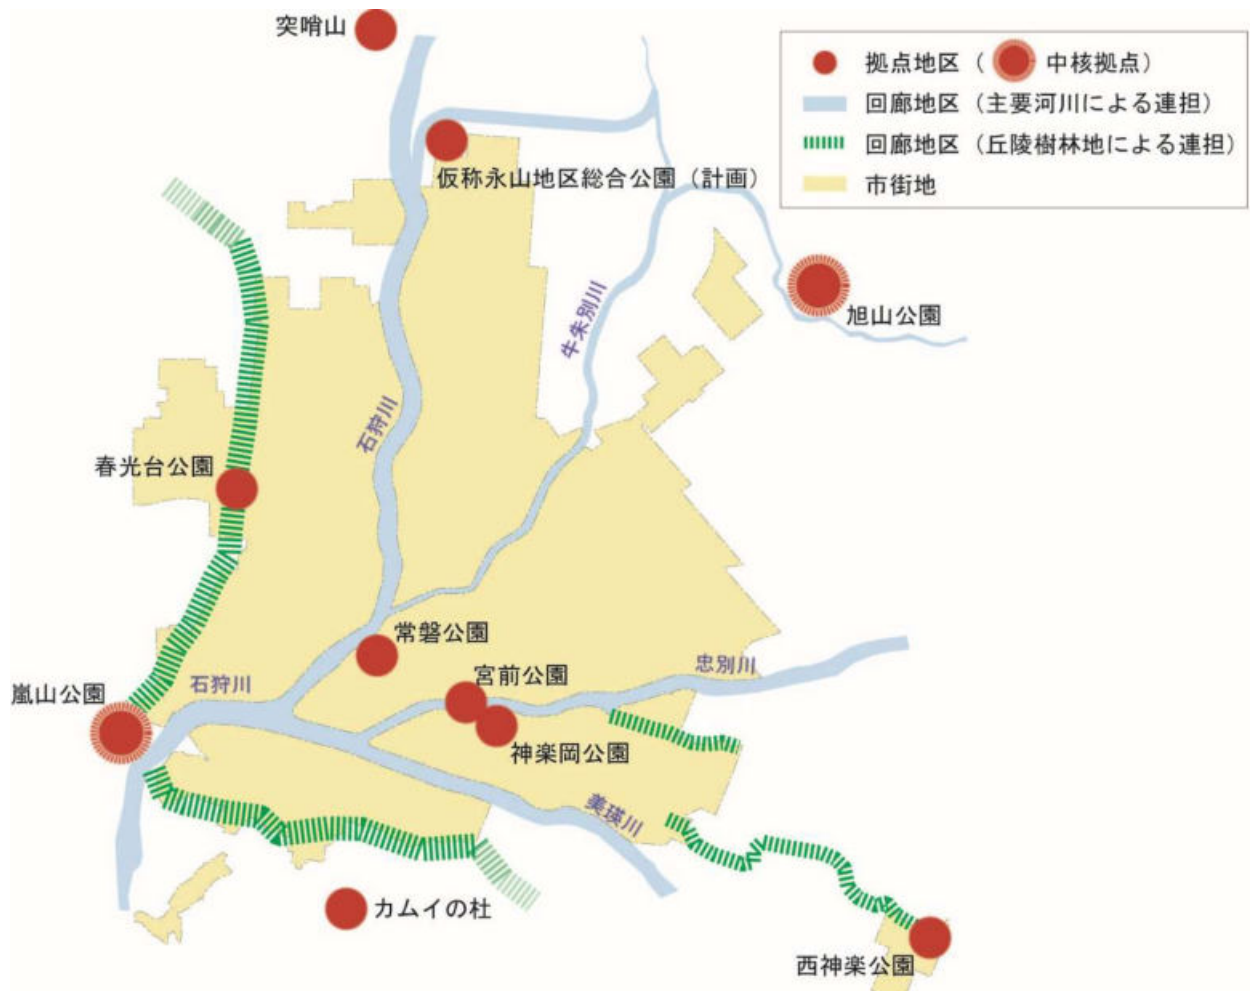 突哨山
拠点地区（中核拠点）
回廊地区（主要河川による連担）
回廊地区（丘陵樹林地による連担）
市街地
仮称永山地区総合公園（計画）
旭山公園
牛朱別川
石狩川
春光台公園
常磐公園
宮前公園
忠別川
石狩川
嵐山公園
神楽岡公園
美瑛川
カムイの杜
西神楽公園